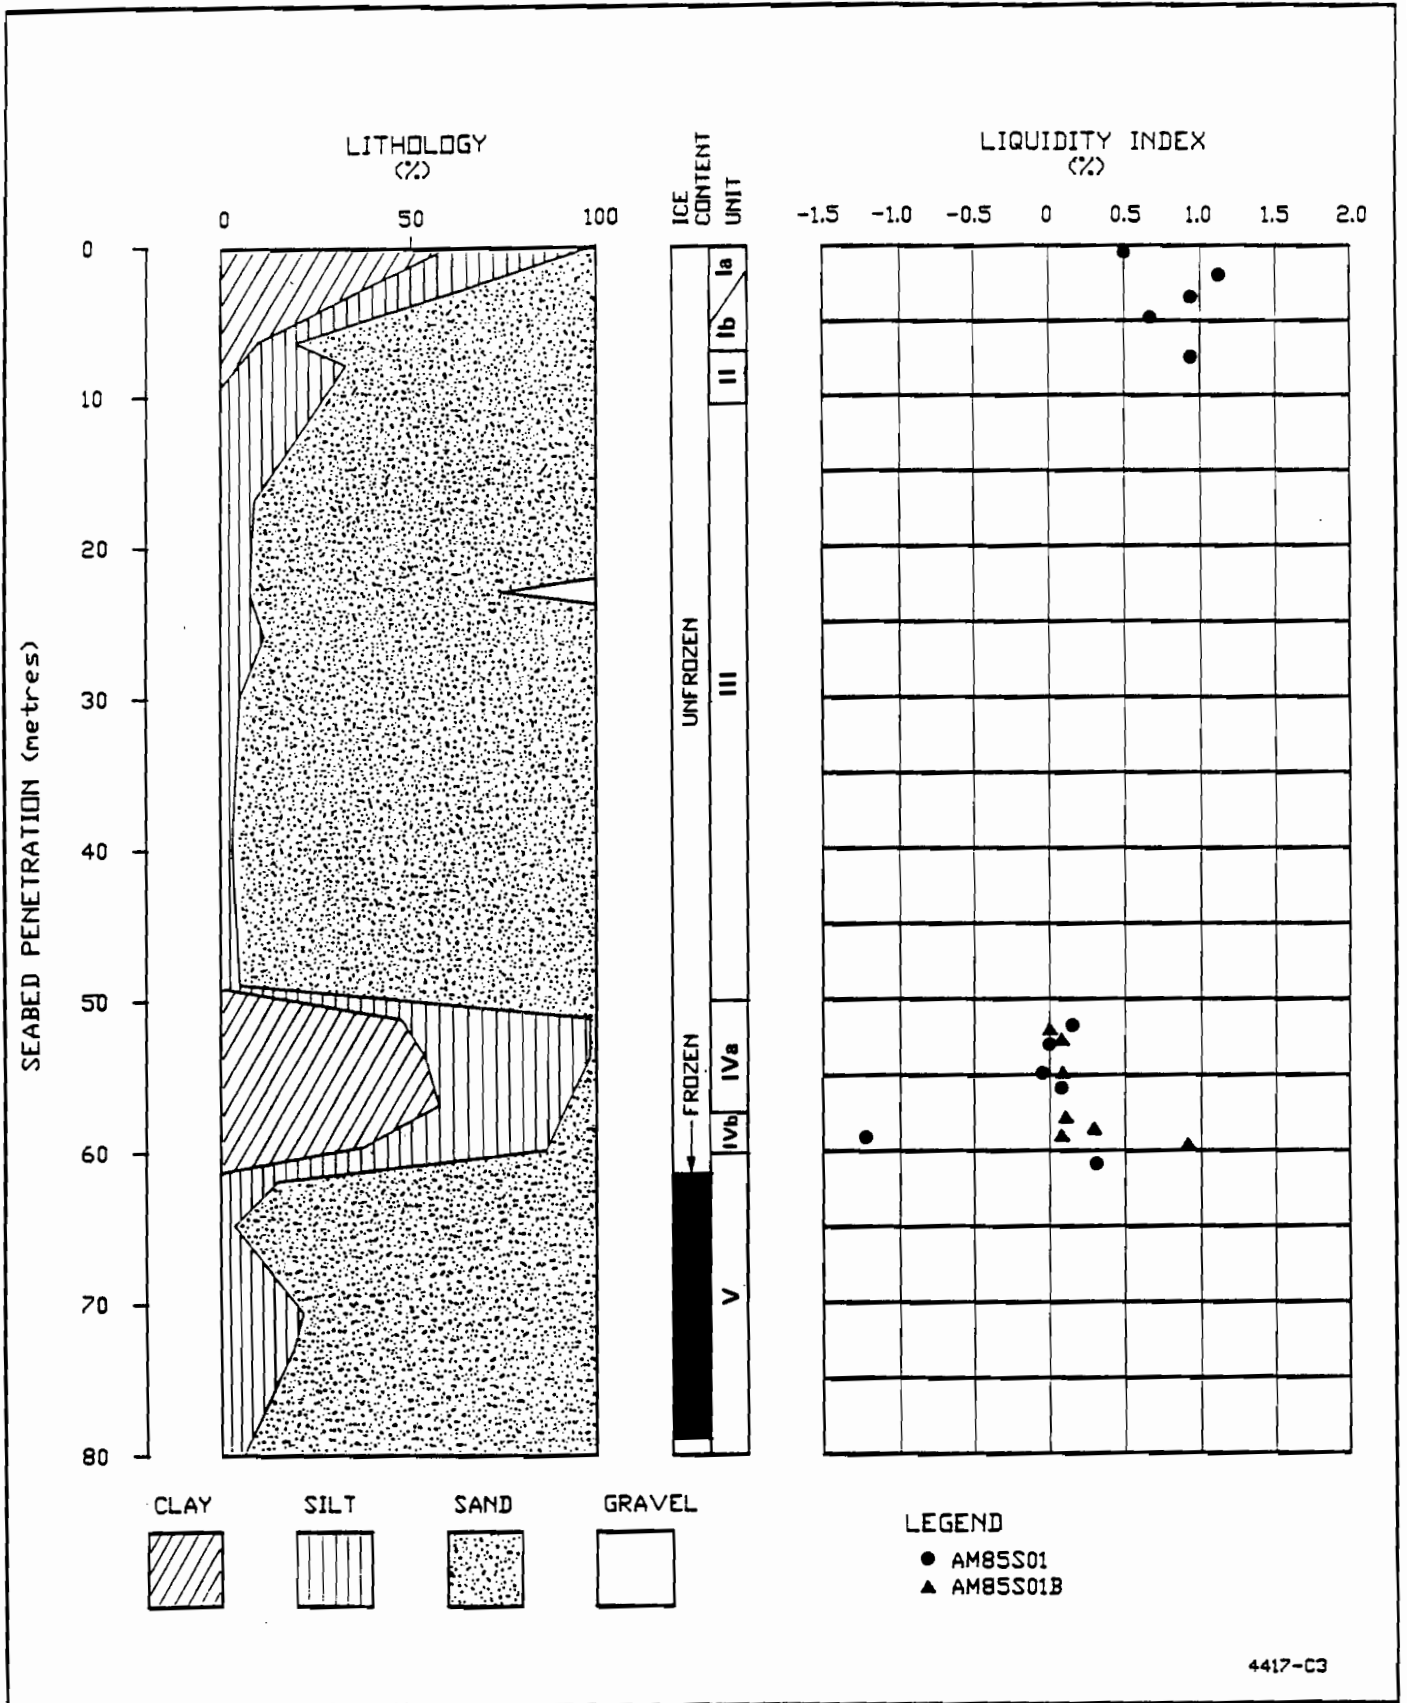 LITHOLOGY
(%)
0 50 100
ICE
CONTENT
UNIT
LIQUIDITY INDEX
(%)
-1.5 -1.0 -0.5 0 0.5 1.0 1.5 2.0
SEABED PENETRATION (metres)
0
10
20
30
40
50
60
70
80
UNFROZEN
FROZEN
Ia
Ib
II
III
IVa
IVb
V
CLAY SILT SAND GRAVEL
LEGEND
AM85S01
AM85S01B
4417-C3